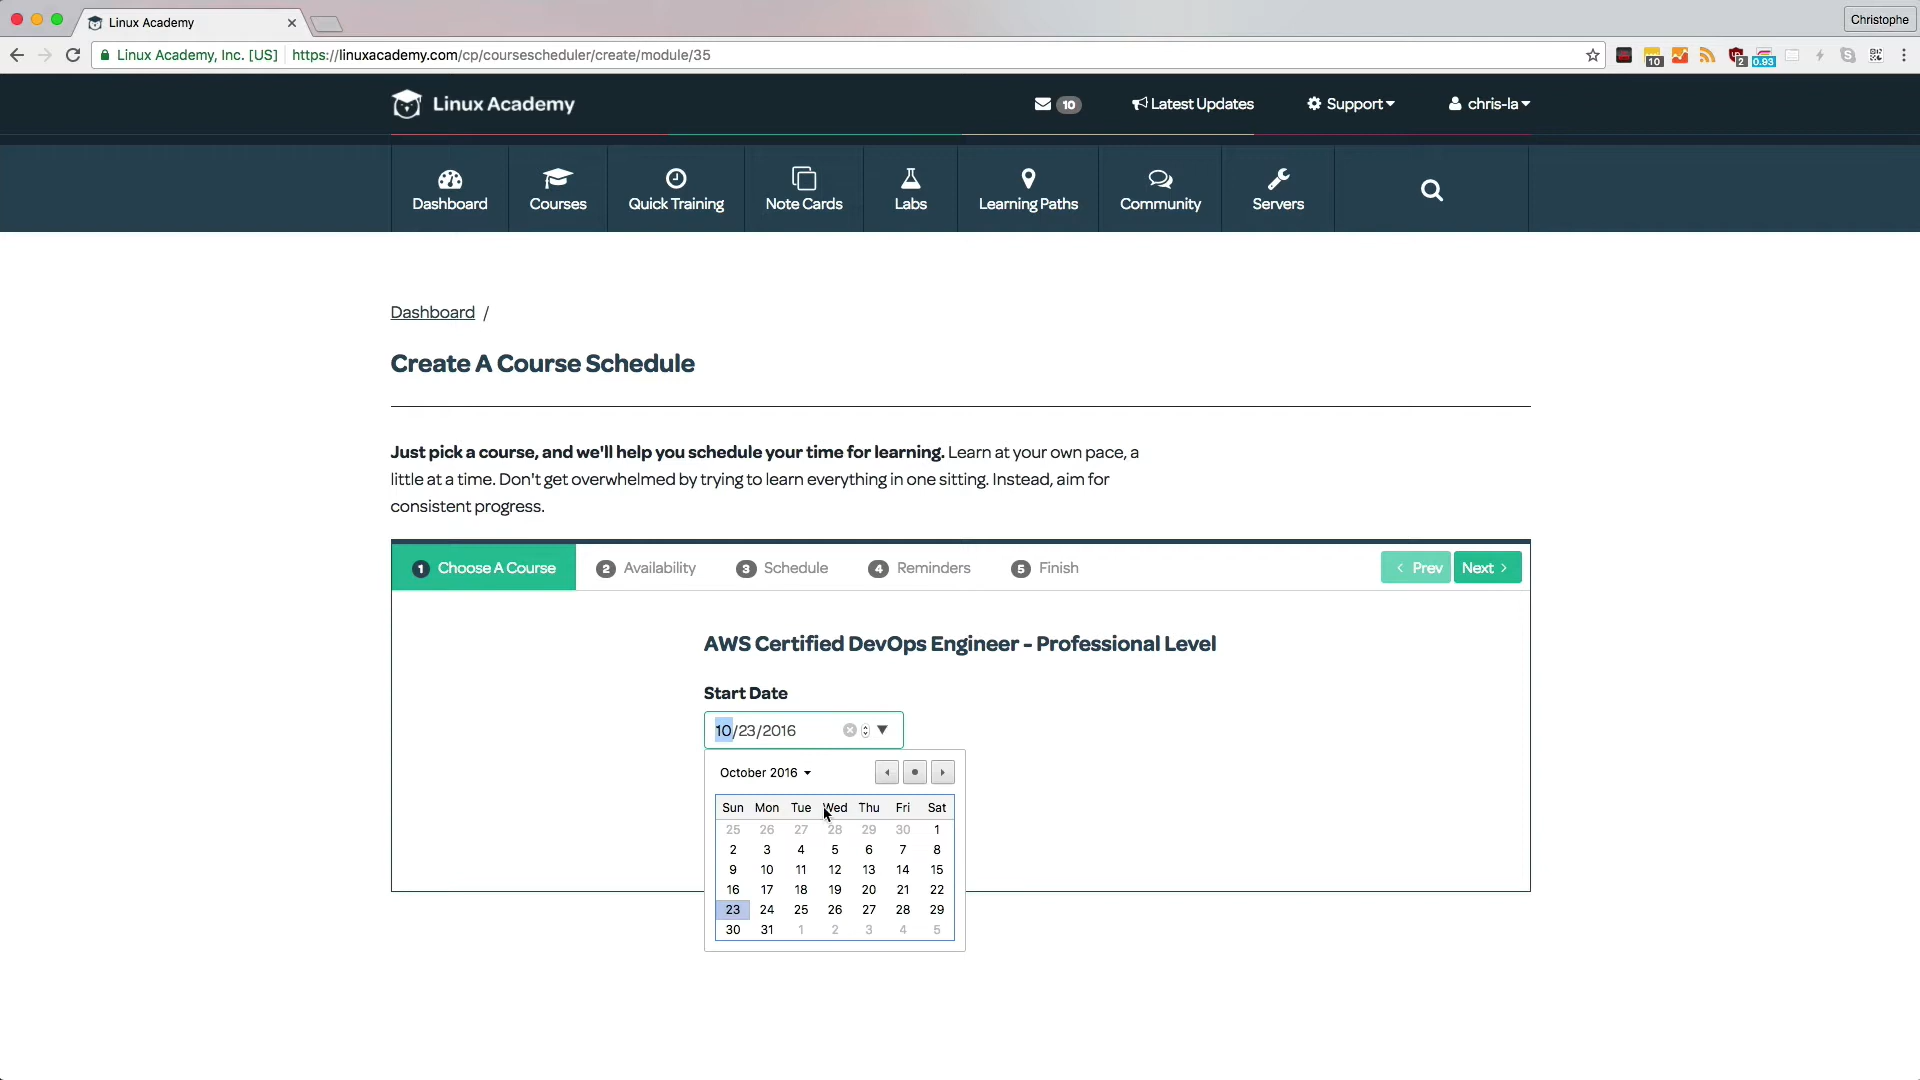 Linux Academy
Christophe
Linux Academy, Inc. [US] https://linuxacademy.com/cp/coursescheduler/create/module/35
10 2 0.93
Linux Academy
10 Latest Updates Support chris-la
Dashboard Courses Quick Training Note Cards Labs Learning Paths Community Servers
Dashboard /
Create A Course Schedule
Just pick a course, and we'll help you schedule your time for learning. Learn at your own pace, a
little at a time. Don't get overwhelmed by trying to learn everything in one sitting. Instead, aim for
consistent progress.
1 Choose A Course 2 Availability 3 Schedule 4 Reminders 5 Finish Prev Next
AWS Certified DevOps Engineer - Professional Level
Start Date
10/23/2016
October 2016
Sun Mon Tue Wed Thu Fri Sat
25 26 27 28 29 30 1
2 3 4 5 6 7 8
9 10 11 12 13 14 15
16 17 18 19 20 21 22
23 24 25 26 27 28 29
30 31 1 2 3 4 5